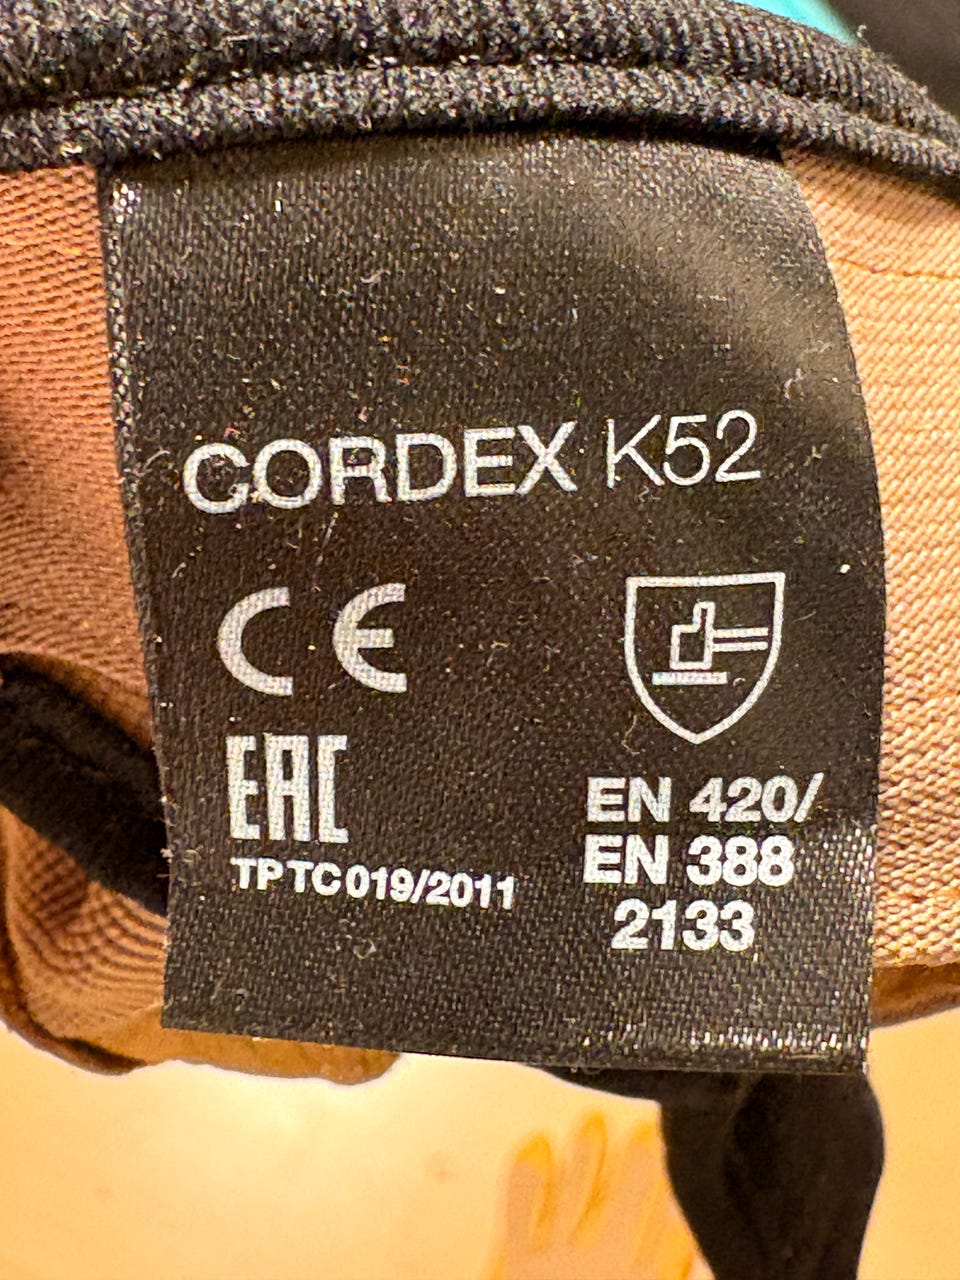 CORDEX K52
CE
EAC
TP TC 019/2011
EN 420/
EN 388
2133